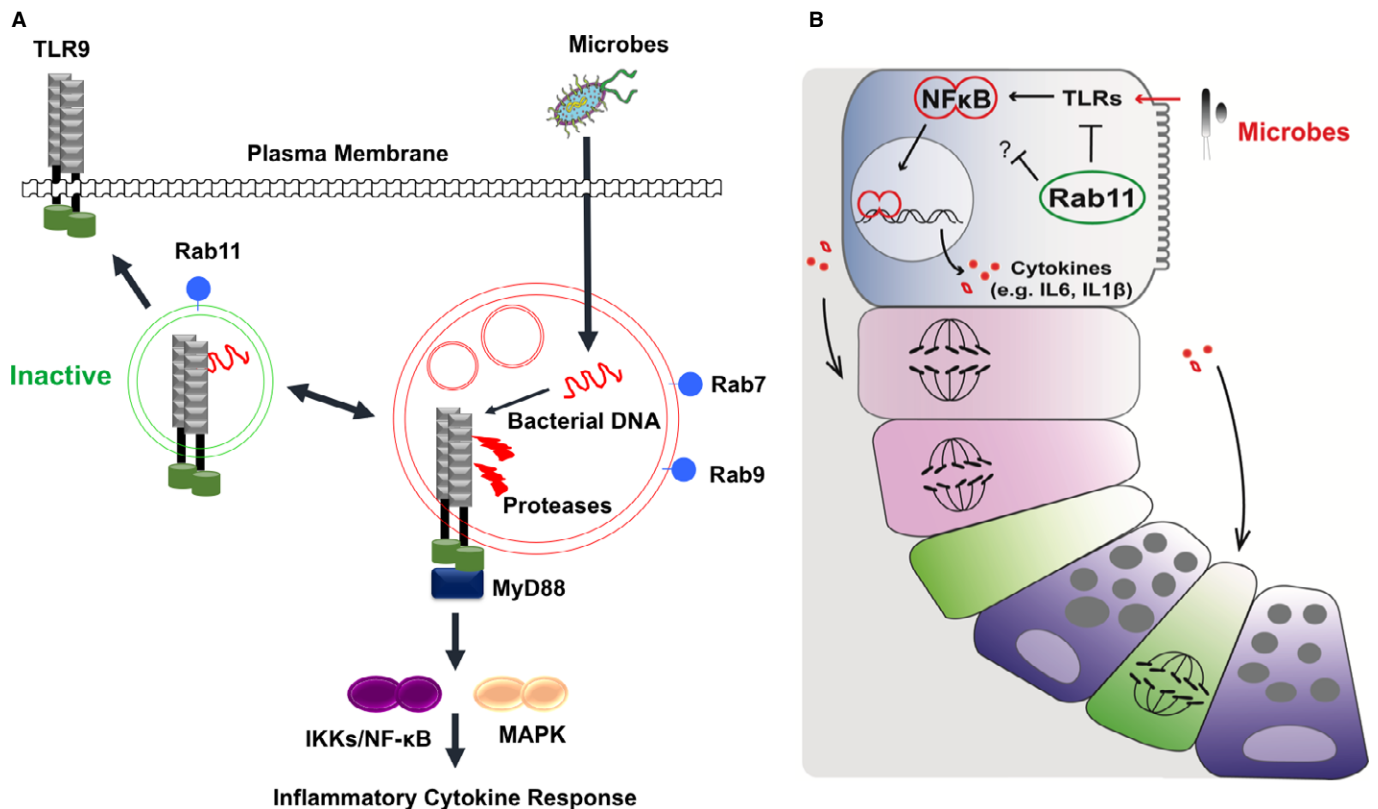 A
TLR9
Microbes
Plasma Membrane
Rab11
Inactive
Rab7
Bacterial DNA
Rab9
Proteases
MyD88
IKKs/NF-κB
MAPK
Inflammatory Cytokine Response
B
NFκB
TLRs
Microbes
?
Rab11
Cytokines
(e.g. IL6, IL1β)